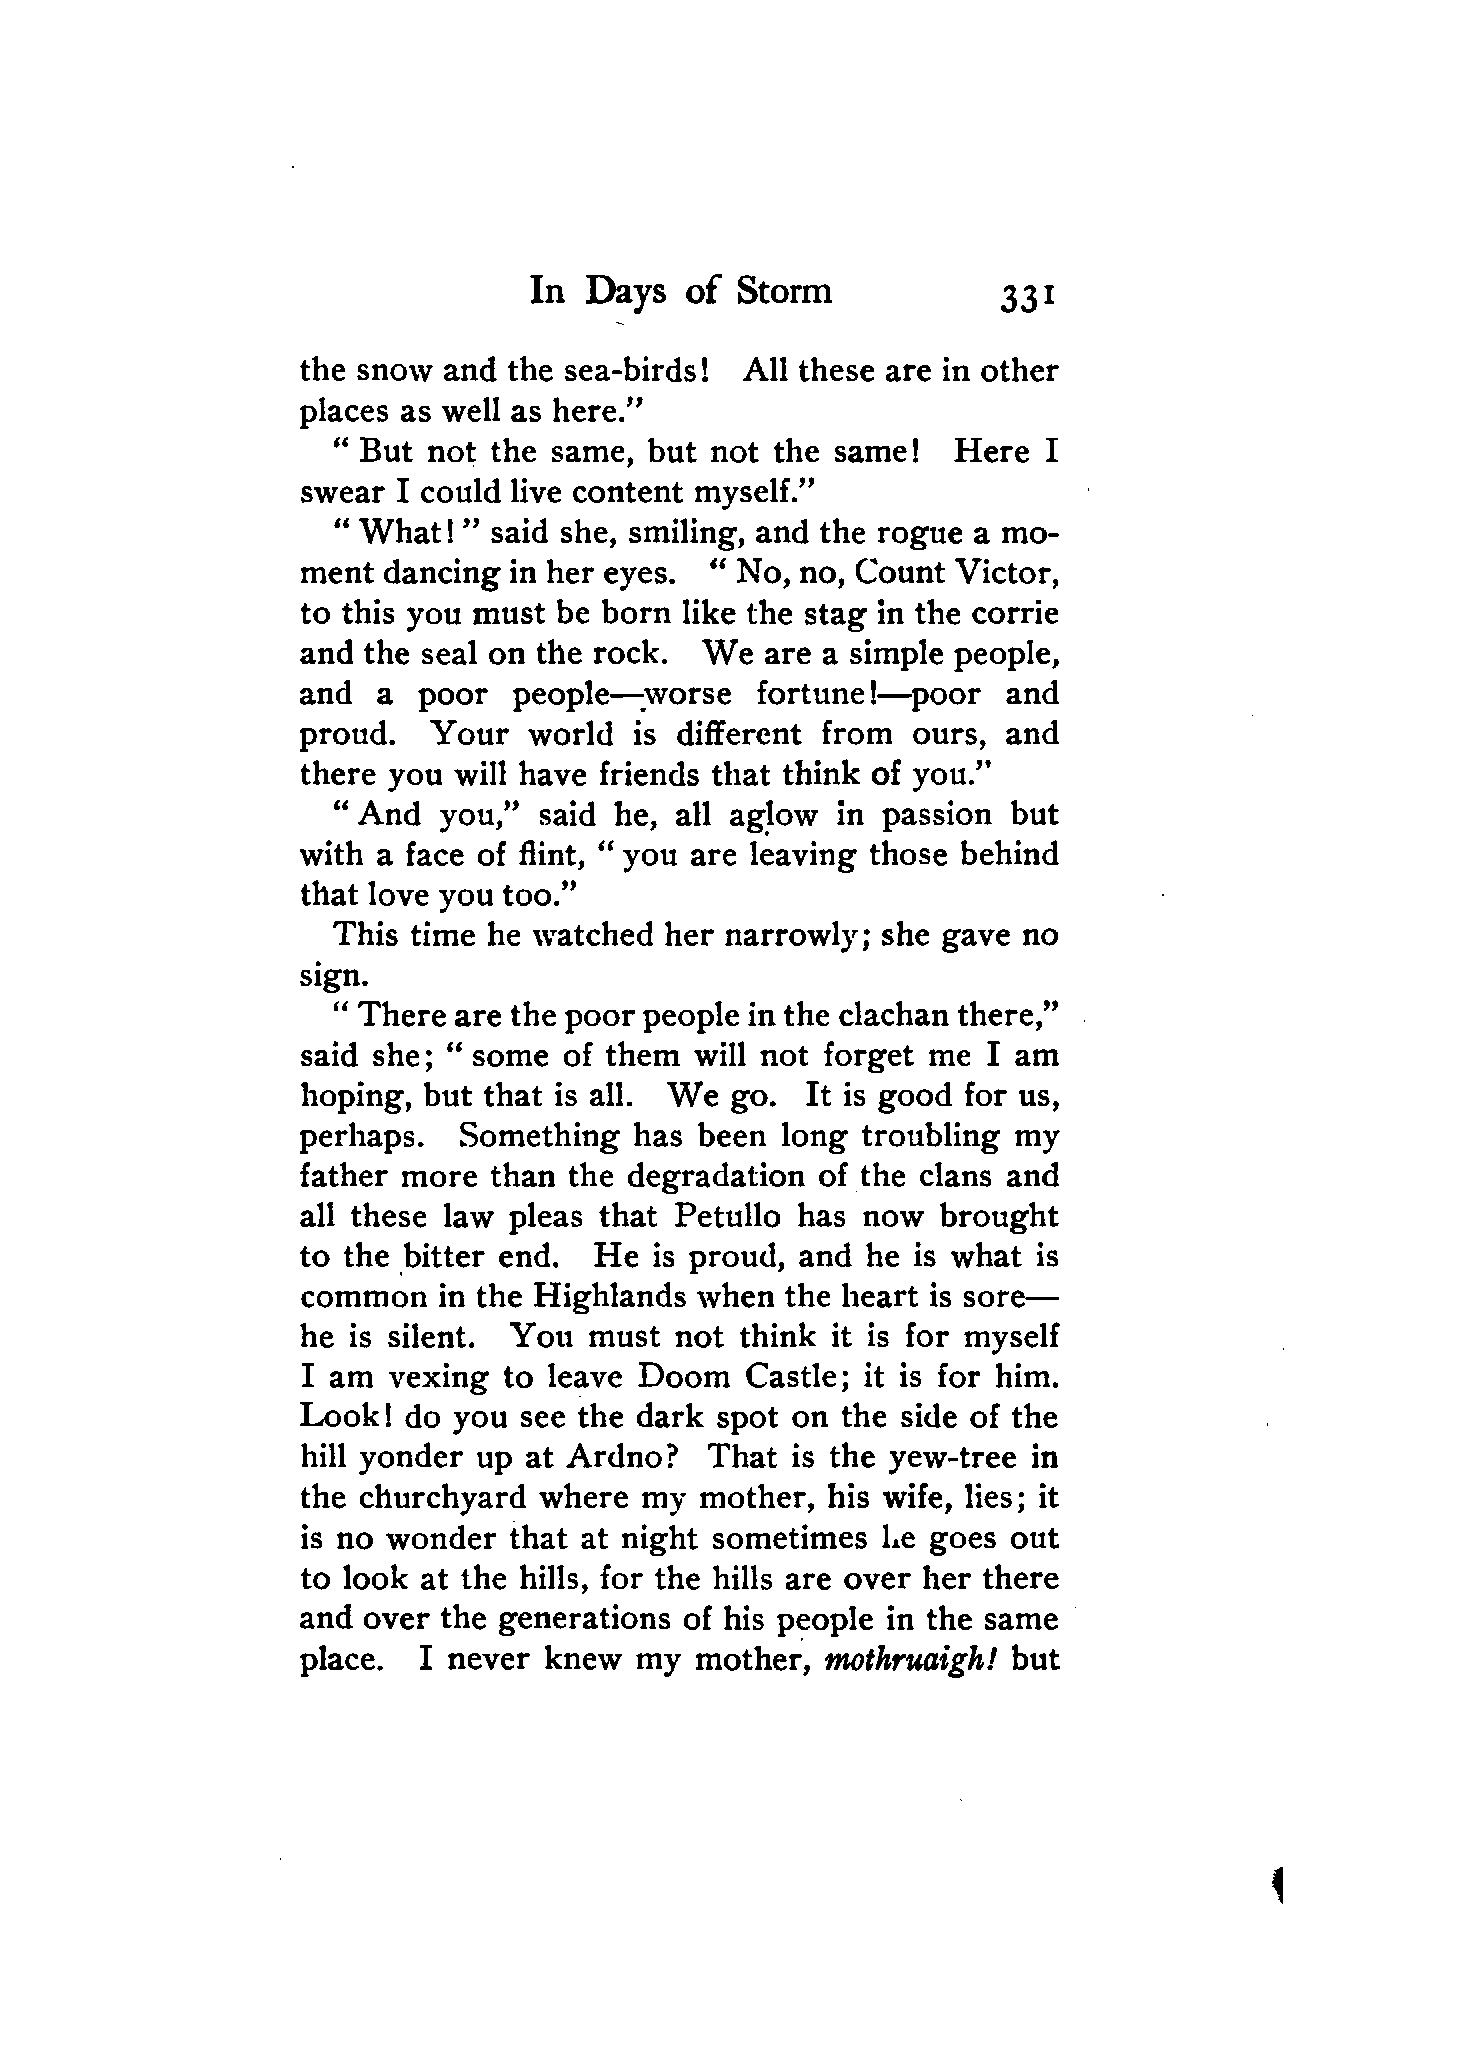 In Days of Storm 331
the snow and the sea-birds! All these are in other
places as well as here."
" But not the same, but not the same! Here I
swear I could live content myself."
" What! " said she, smiling, and the rogue a mo-
ment dancing in her eyes. " No, no, Count Victor,
to this you must be born like the stag in the corrie
and the seal on the rock. We are a simple people,
and a poor people—worse fortune!—poor and
proud. Your world is different from ours, and
there you will have friends that think of you."
" And you," said he, all aglow in passion but
with a face of flint, " you are leaving those behind
that love you too."
This time he watched her narrowly; she gave no
sign.
" There are the poor people in the clachan there,"
said she; " some of them will not forget me I am
hoping, but that is all. We go. It is good for us,
perhaps. Something has been long troubling my
father more than the degradation of the clans and
all these law pleas that Petullo has now brought
to the bitter end. He is proud, and he is what is
common in the Highlands when the heart is sore—
he is silent. You must not think it is for myself
I am vexing to leave Doom Castle; it is for him.
Look! do you see the dark spot on the side of the
hill yonder up at Ardno? That is the yew-tree in
the churchyard where my mother, his wife, lies; it
is no wonder that at night sometimes he goes out
to look at the hills, for the hills are over her there
and over the generations of his people in the same
place. I never knew my mother, mothruaigh! but